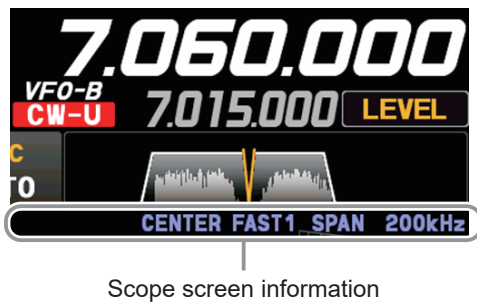 7.060.000
VFO-B
CW-U 7.015.000 LEVEL
C
TO
CENTER FAST1 SPAN 200kHz
Scope screen information